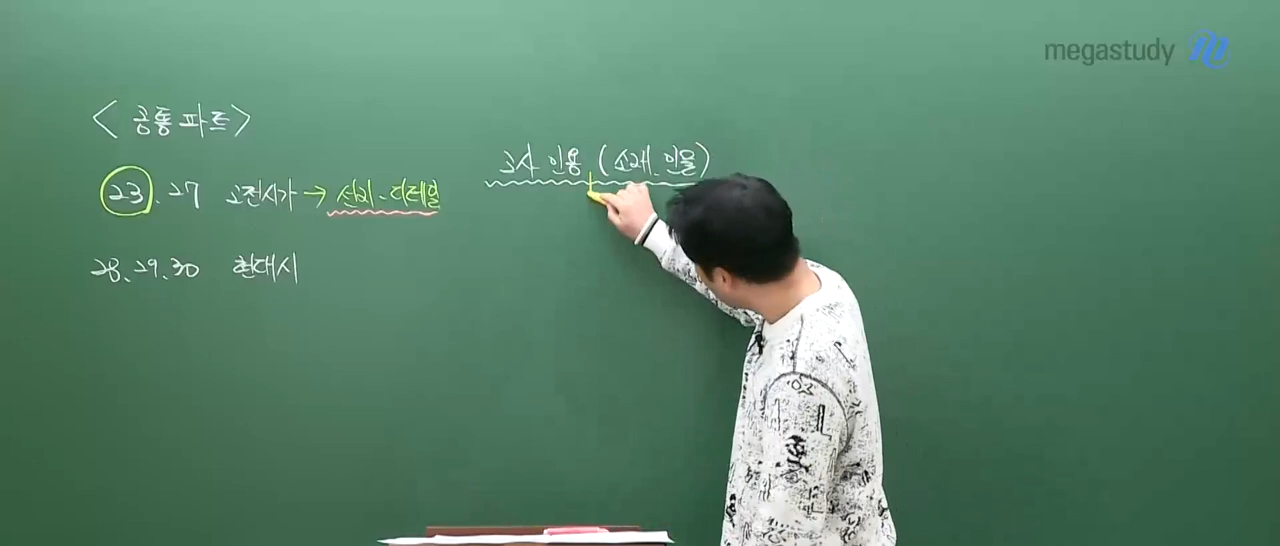 megastudy
<공통파트>
고사 인용 (소재.인물)
23.27 고전시가 → 선지.디테일
28.29.30 현대시